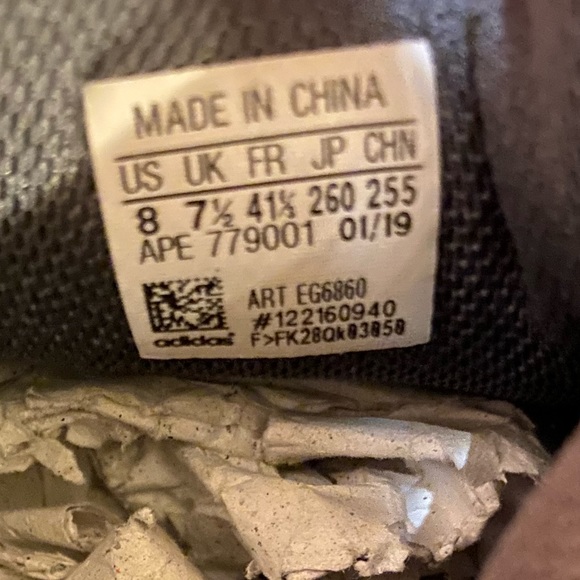 MADE IN CHINA
US UK FR JP CHN
8 7½ 41⅓ 260 255
APE 779001 01/19
ART EG6860
#122160940
adidas F>FK28Qk03050